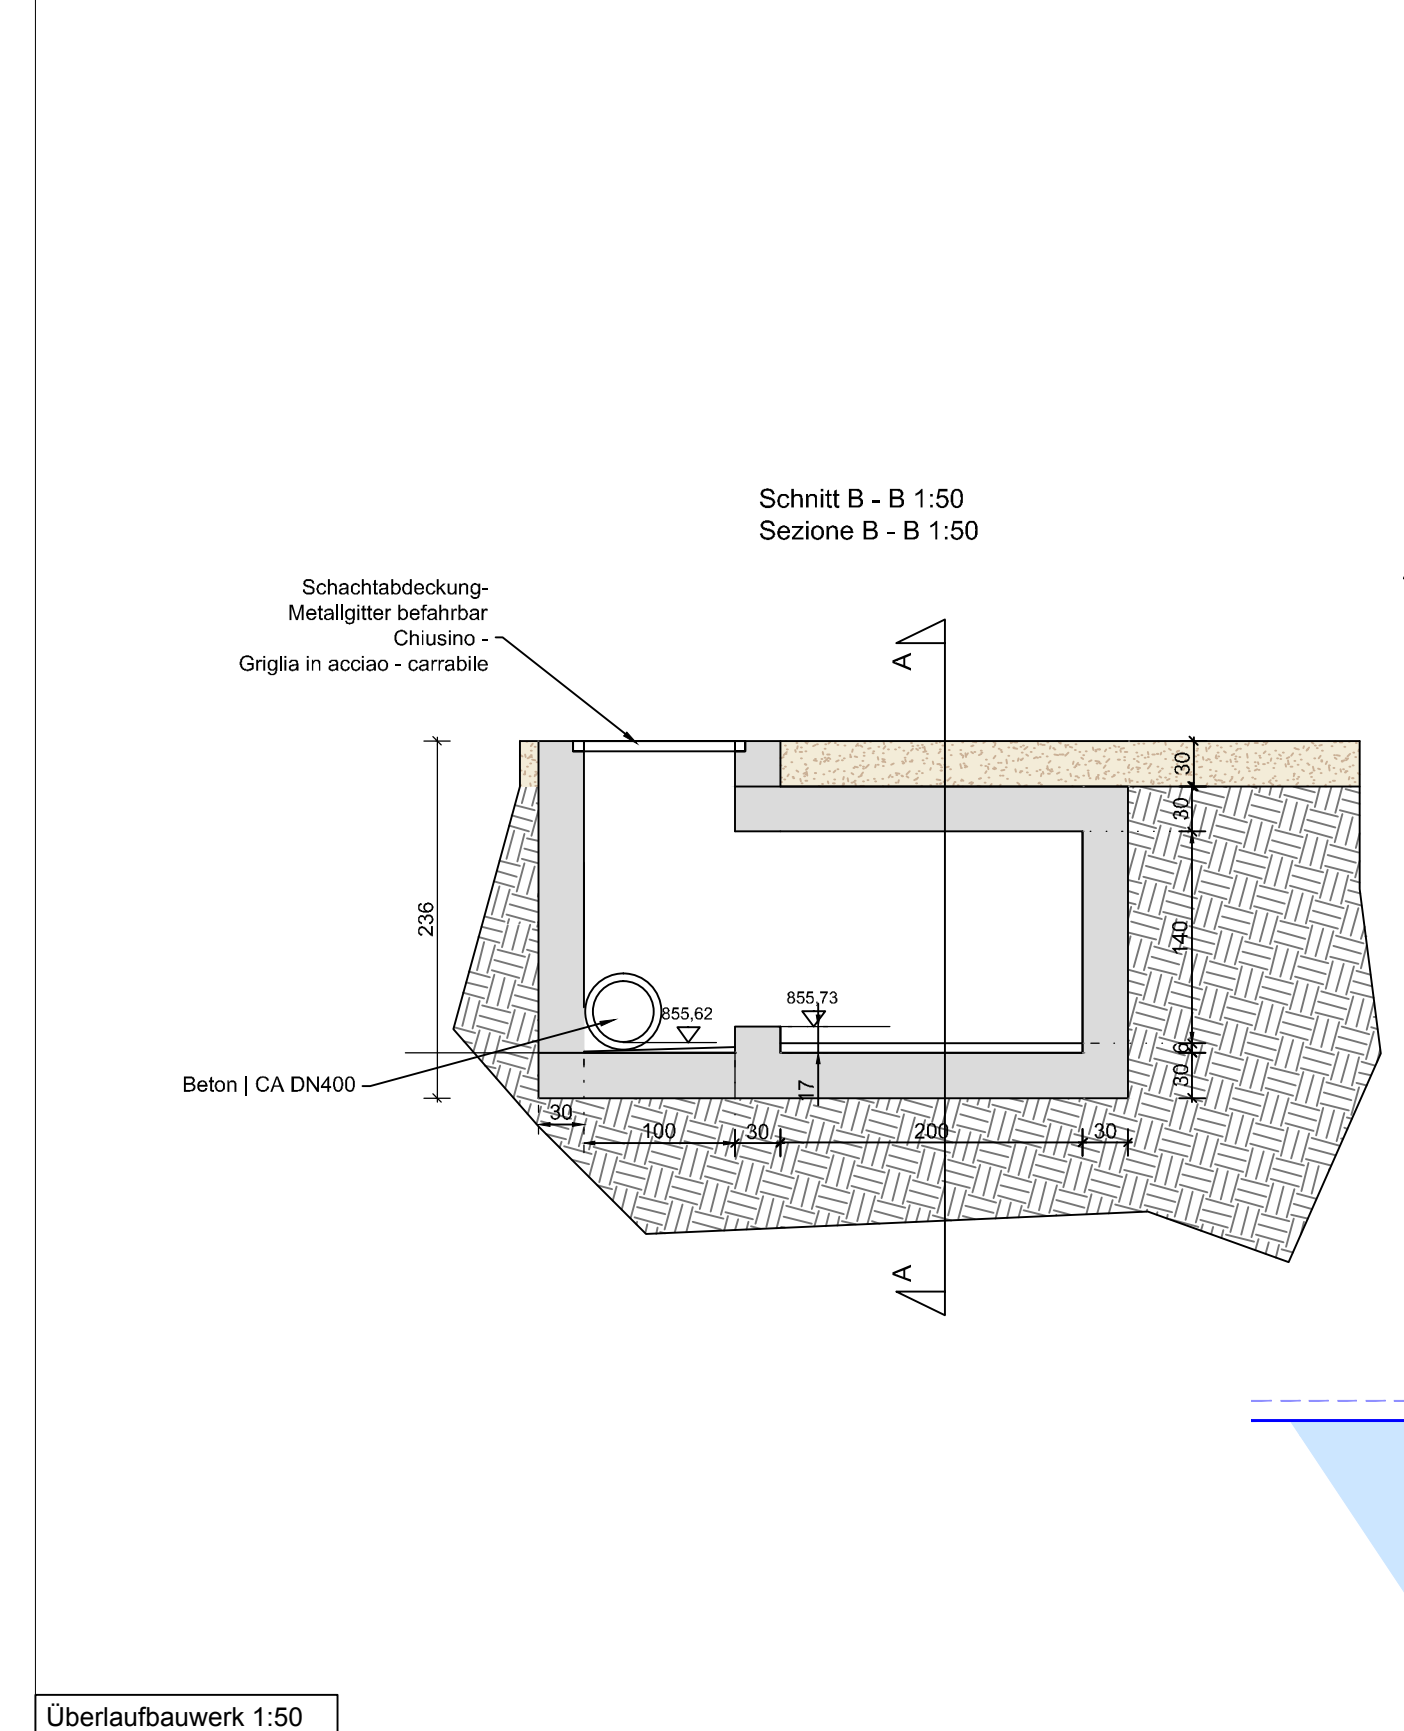 Schnitt B - B 1:50
Sezione B - B 1:50
Schachtabdeckung-
Metallgitter befahrbar
Chiusino -
Griglia in acciao - carrabile
A
30
30
236
140
855,73
855,62
6
30
17
Beton | CA DN400
30
100
30
200
30
A
Überlaufbauwerk 1:50